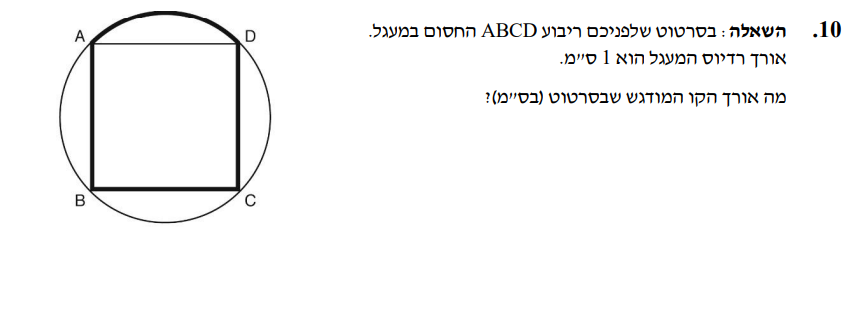 10. השאלה : בסרטוט שלפניכם ריבוע ABCD החסום במעגל.
אורך רדיוס המעגל הוא 1 ס״מ.
מה אורך הקו המודגש שבסרטוט (בס״מ)?
A
D
B
C